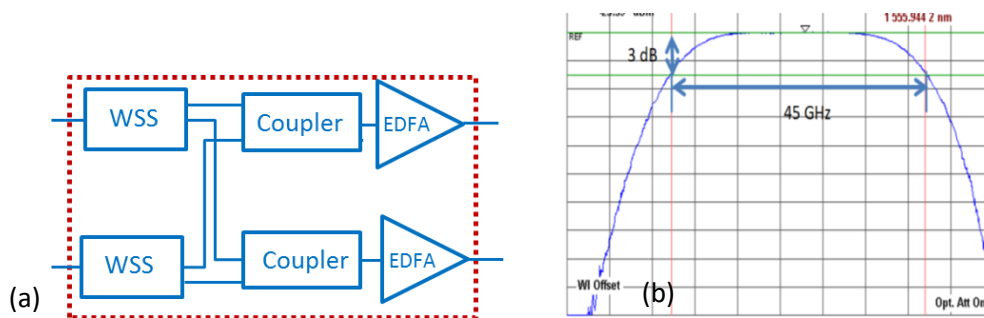 WSS
Coupler
EDFA
WSS
Coupler
EDFA
(a)
1 555.944 2 nm
REF
3 dB
45 GHz
WI Offset
(b)
Opt. Att On